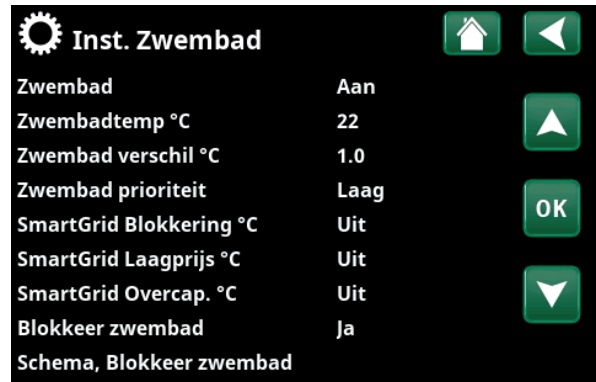 Inst. Zwembad
Zwembad Aan
Zwembadtemp °C 22
Zwembad verschil °C 1.0
Zwembad prioriteit Laag
SmartGrid Blokkering °C Uit
SmartGrid Laagprijs °C Uit
OK
SmartGrid Overcap. °C Uit
Blokkeer zwembad Ja
Schema, Blokkeer zwembad